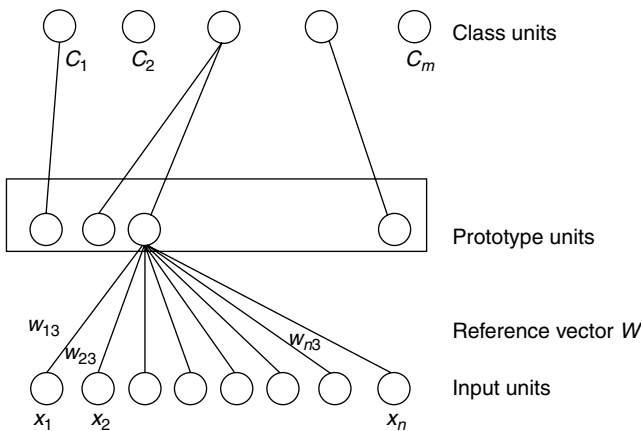 Class units
C1 C2 Cm
Prototype units
w13
w23
wn3
Reference vector W
Input units
x1 x2 xn